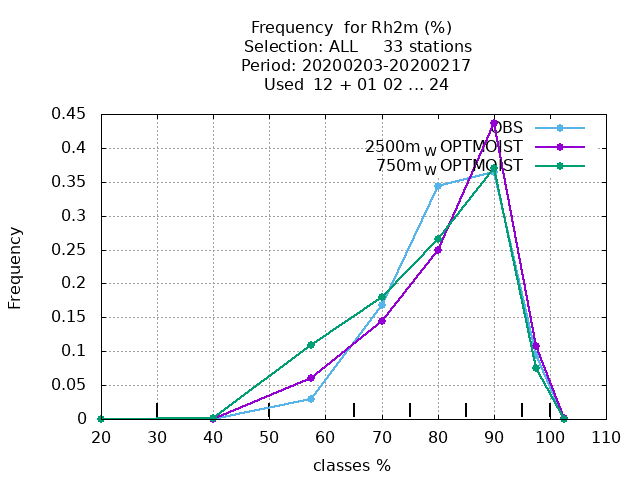 Frequency  for Rh2m (%)
Selection: ALL     33 stations
Period: 20200203-20200217
Used  12 + 01 02 ... 24
OBS
2500m_W OPTMOIST
750m_W OPTMOIST
Frequency
0.45
0.4
0.35
0.3
0.25
0.2
0.15
0.1
0.05
0
20 30 40 50 60 70 80 90 100 110
classes %